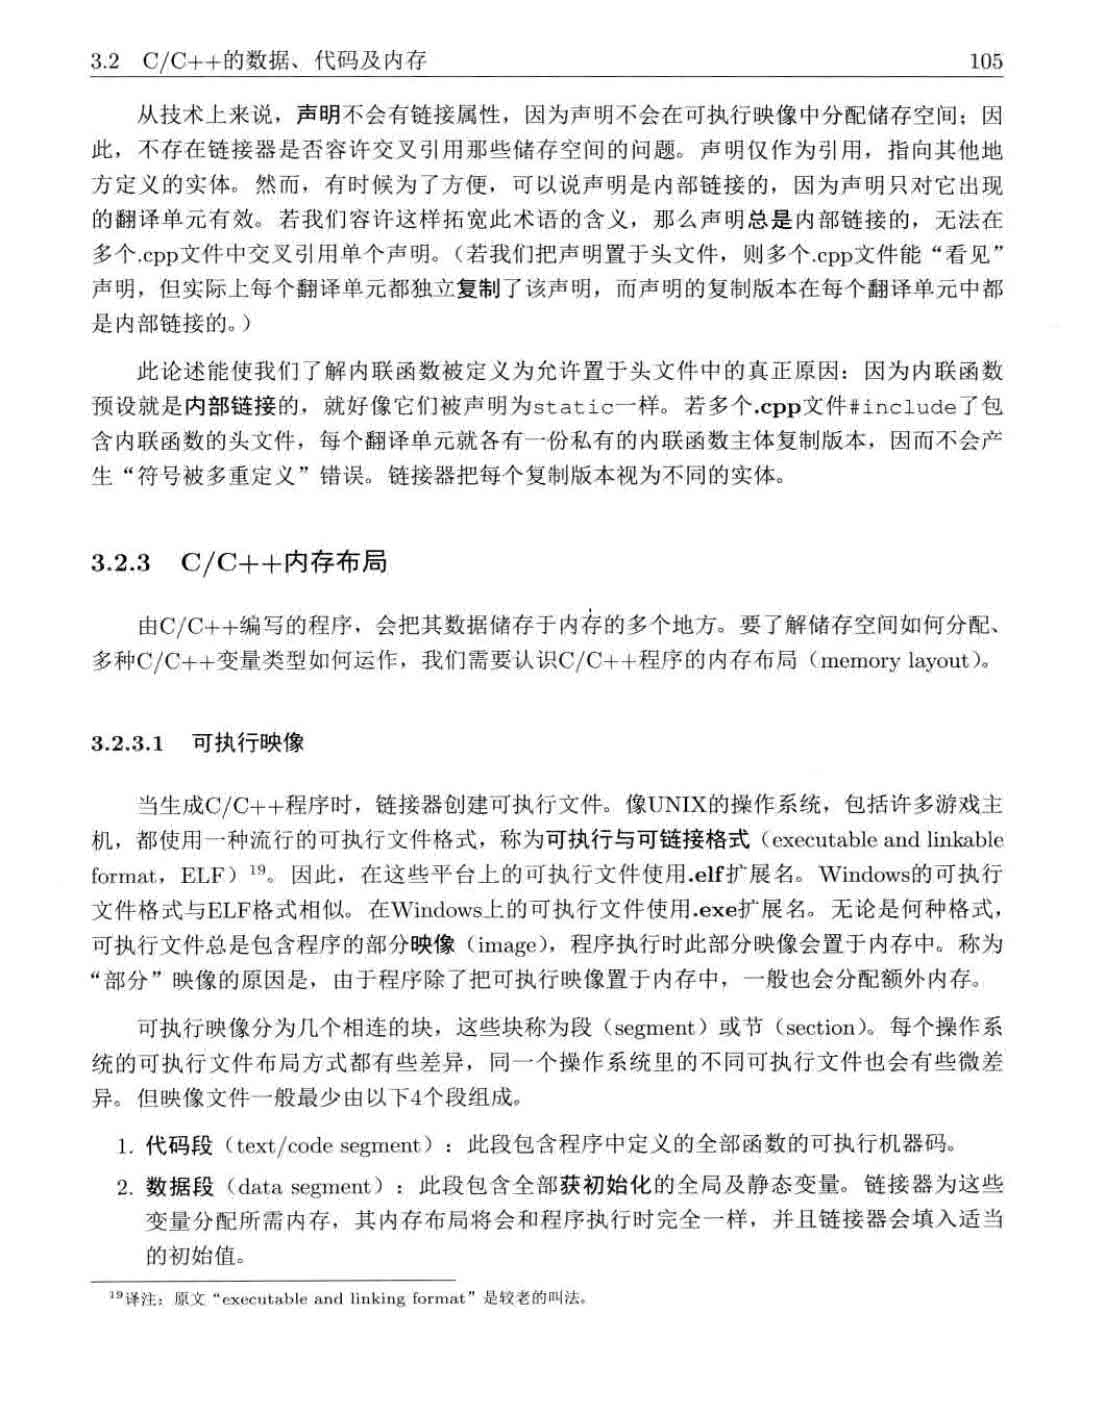 3.2 C/C++的数据、代码及内存 105
从技术上来说，声明不会有链接属性，因为声明不会在可执行映像中分配储存空间；因
此，不存在链接器是否容许交叉引用那些储存空间的问题。声明仅作为引用，指向其他地
方定义的实体。然而，有时候为了方便，可以说声明是内部链接的，因为声明只对它出现
的翻译单元有效。若我们容许这样拓宽此术语的含义，那么声明总是内部链接的，无法在
多个.cpp文件中交叉引用单个声明。（若我们把声明置于头文件，则多个.cpp文件能“看见”
声明，但实际上每个翻译单元都独立复制了该声明，而声明的复制版本在每个翻译单元中都
是内部链接的。）
此论述能使我们了解内联函数被定义为允许置于头文件中的真正原因：因为内联函数
预设就是内部链接的，就好像它们被声明为static一样。若多个.cpp文件#include了包
含内联函数的头文件，每个翻译单元就各有一份私有的内联函数主体复制版本，因而不会产
生“符号被多重定义”错误。链接器把每个复制版本视为不同的实体。
3.2.3 C/C++内存布局
由C/C++编写的程序，会把其数据储存于内存的多个地方。要了解储存空间如何分配、
多种C/C++变量类型如何运作，我们需要认识C/C++程序的内存布局（memory layout）。
3.2.3.1 可执行映像
当生成C/C++程序时，链接器创建可执行文件。像UNIX的操作系统，包括许多游戏主
机，都使用一种流行的可执行文件格式，称为可执行与可链接格式（executable and linkable
format，ELF）19。因此，在这些平台上的可执行文件使用.elf扩展名。Windows的可执行
文件格式与ELF格式相似。在Windows上的可执行文件使用.exe扩展名。无论是何种格式，
可执行文件总是包含程序的部分映像（image），程序执行时此部分映像会置于内存中。称为
“部分”映像的原因是，由于程序除了把可执行映像置于内存中，一般也会分配额外内存。
可执行映像分为几个相连的块，这些块称为段（segment）或节（section）。每个操作系
统的可执行文件布局方式都有些差异，同一个操作系统里的不同可执行文件也会有些微差
异。但映像文件一般最少由以下4个段组成。
1. 代码段（text/code segment）：此段包含程序中定义的全部函数的可执行机器码。
2. 数据段（data segment）：此段包含全部获初始化的全局及静态变量。链接器为这些
变量分配所需内存，其内存布局将会和程序执行时完全一样，并且链接器会填入适当
的初始值。
19译注：原文“executable and linking format”是较老的叫法。